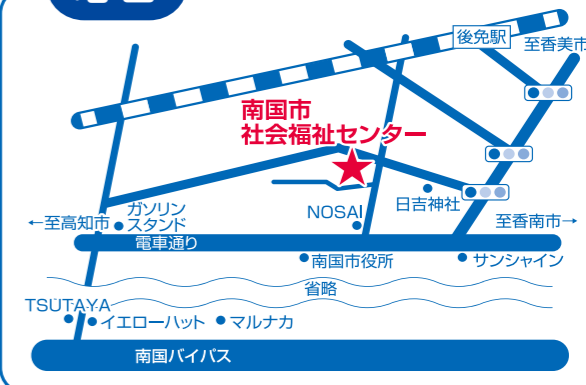 後免駅
至香美市
南国市
社会福祉センター
ガソリン
スタンド
←至高知市
NOSAI
日吉神社
至香南市→
電車通り
南国市役所
サンシャイン
省略
TSUTAYA
イエローハット
マルナカ
南国バイパス